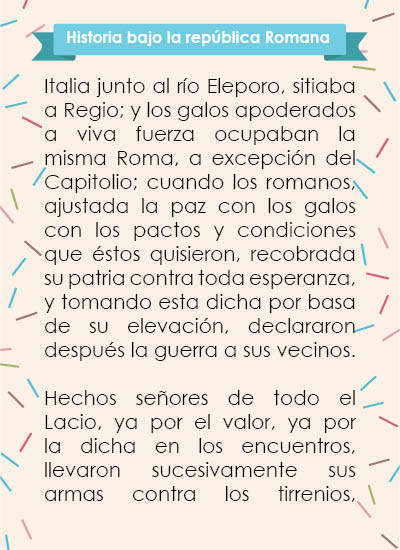 Historia bajo la república Romana
Italia junto al río Eleporo, sitiaba
a Regio; y los galos apoderados
a viva fuerza ocupaban la
misma Roma, a excepción del
Capitolio; cuando los romanos,
ajustada la paz con los galos
con los pactos y condiciones
que éstos quisieron, recobrada
su patria contra toda esperanza,
y tomando esta dicha por basa
de su elevación, declararon
después la guerra a sus vecinos.
Hechos señores de todo el
Lacio, ya por el valor, ya por
la dicha en los encuentros,
llevaron sucesivamente sus
armas contra los tirrenios,